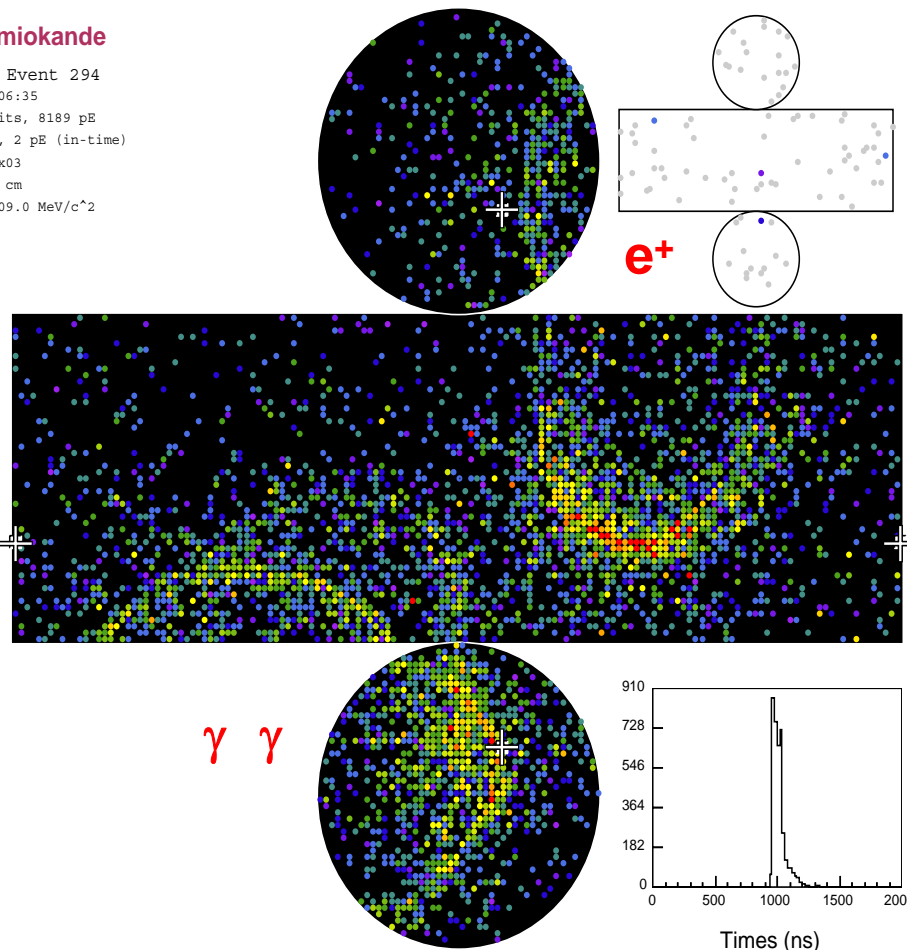 miokande
Event 294
06:35
its, 8189 pE
, 2 pE (in-time)
x03
cm
09.0 MeV/c^2
e+
γ γ
910
728
546
364
182
0
0 500 1000 1500 200
Times (ns)